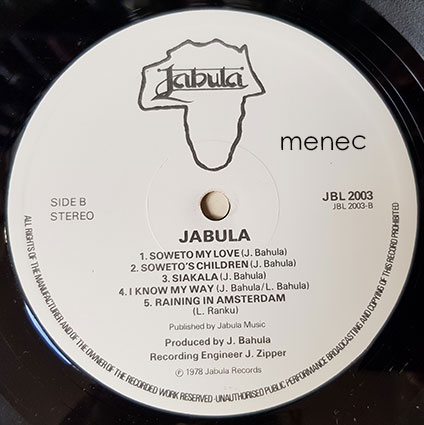 Jabula
menec
SIDE B
STEREO
JBL 2003
JBL 2003-B
JABULA
1. SOWETO MY LOVE (J. Bahula)
2. SOWETO'S CHILDREN (J. Bahula)
3. SIAKALA (J. Bahula)
4. I KNOW MY WAY (J. Bahula/L. Bahula)
5. RAINING IN AMSTERDAM
(L. Ranku)
Published by Jabula Music
Produced by J. Bahula
Recording Engineer J. Zipper
℗ 1978 Jabula Records
ALL RIGHTS OF THE MANUFACTURER AND OF THE OWNER OF THE RECORDED WORK RESERVED - UNAUTHORISED PUBLIC PERFORMANCE BROADCASTING AND COPYING OF THIS RECORD PROHIBITED